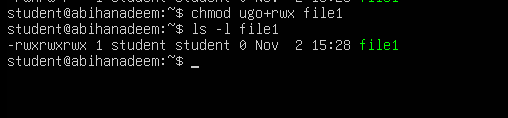 student@abihanadeem:~$ chmod ugo+rwx file1
student@abihanadeem:~$ ls -l file1
-rwxrwxrwx 1 student student 0 Nov  2 15:28 file1
student@abihanadeem:~$ _